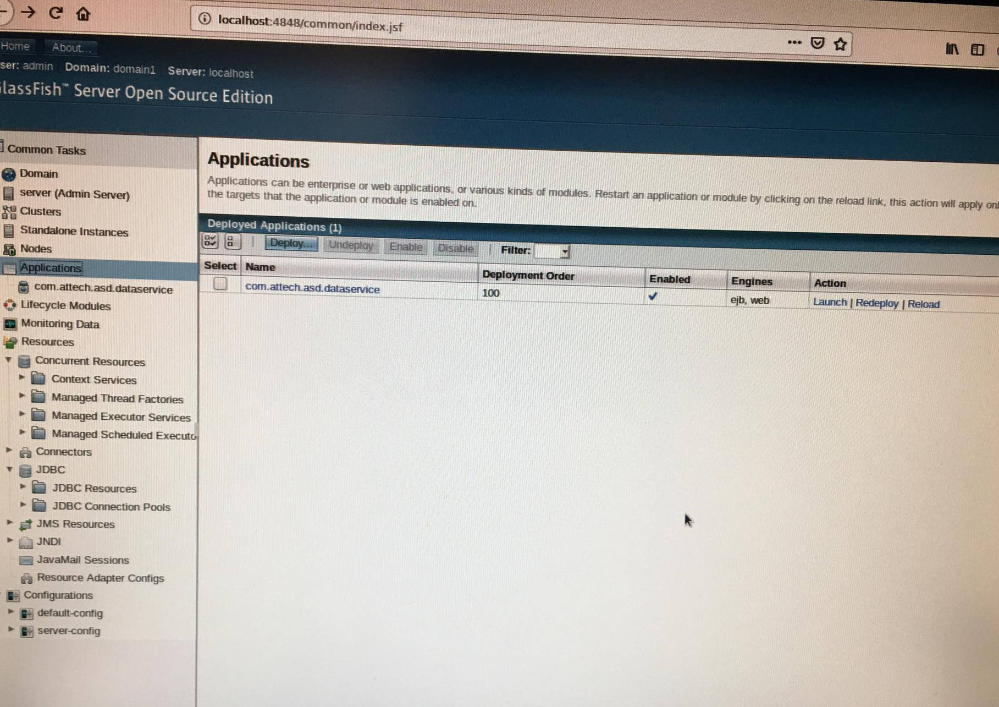 localhost:4848/common/index.jsf
Home About...
ser: admin Domain: domain1 Server: localhost
lassFish™ Server Open Source Edition
Common Tasks
Domain
server (Admin Server)
Clusters
Standalone Instances
Nodes
Applications
com.attech.asd.dataservice
Lifecycle Modules
Monitoring Data
Resources
Concurrent Resources
Context Services
Managed Thread Factories
Managed Executor Services
Managed Scheduled Executo
Connectors
JDBC
JDBC Resources
JDBC Connection Pools
JMS Resources
JNDI
JavaMail Sessions
Resource Adapter Configs
Configurations
default-config
server-config
Applications
Applications can be enterprise or web applications, or various kinds of modules. Restart an application or module by clicking on the reload link, this action will apply onl
the targets that the application or module is enabled on.
Deployed Applications (1)
Deploy... Undeploy Enable Disable Filter:
Select Name Deployment Order Enabled Engines Action
com.attech.asd.dataservice 100 ejb, web Launch | Redeploy | Reload